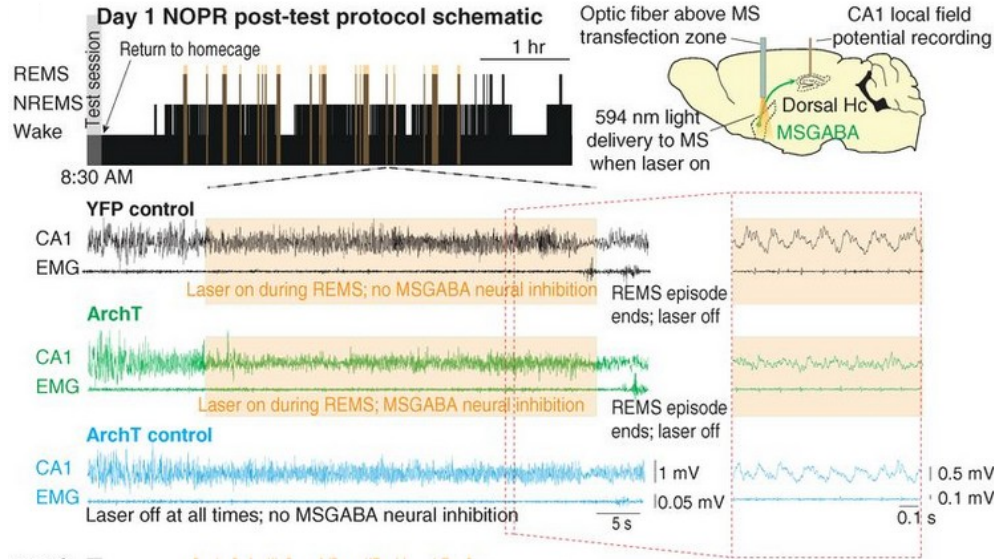 Day 1 NOPR post-test protocol schematic
Test session
Return to homecage
1 hr
REMS
NREMS
Wake
8:30 AM
Optic fiber above MS
transfection zone
CA1 local field
potential recording
594 nm light
delivery to MS
when laser on
Dorsal Hc
MSGABA
YFP control
CA1
EMG
Laser on during REMS; no MSGABA neural inhibition
REMS episode
ends; laser off
ArchT
CA1
EMG
Laser on during REMS; MSGABA neural inhibition
REMS episode
ends; laser off
ArchT control
CA1
EMG
Laser off at all times; no MSGABA neural inhibition
1 mV
0.05 mV
5 s
0.5 mV
0.1 mV
0.1 s